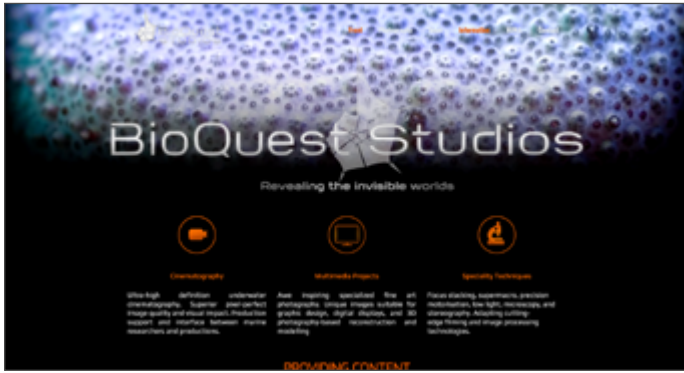 BioQuest Studios
Revealing the invisible worlds
Cinematography
Multimedia Projects
Speciality Techniques
Ultra-high definition underwater
cinematography. Superior pixel-perfect
image quality and visual impact. Production
support and interface between marine
researchers and productions.
Awe inspiring specialized fine art
photographs. Unique images suitable for
graphic design, digital displays, and 3D
photography-based reconstruction and
modelling
Focus stacking, supermacro, precision
motorisation, low light, microscopy, and
stereography. Adapting cutting-
edge filming and image processing
technologies.
PROVIDING CONTENT